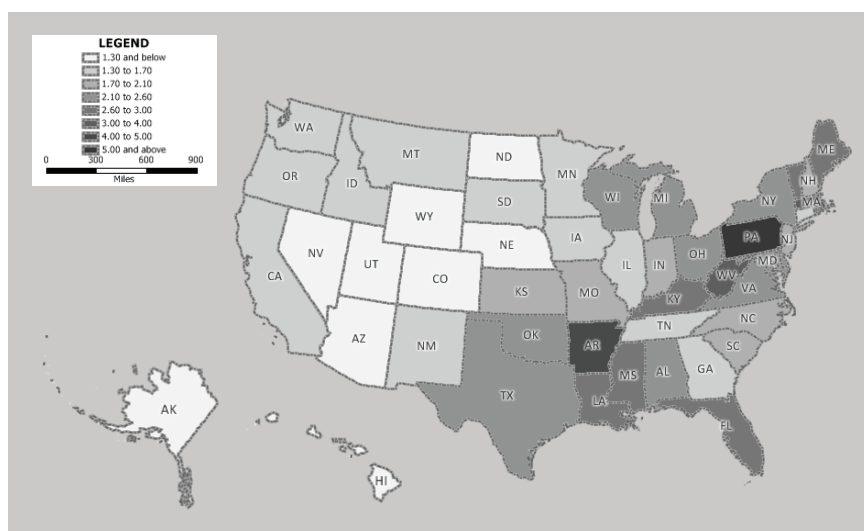 LEGEND
1.30 and below
1.30 to 1.70
1.70 to 2.10
2.10 to 2.60
2.60 to 3.00
3.00 to 4.00
4.00 to 5.00
5.00 and above
0 300 600 900
Miles
WA
MT
ND
MN
ME
OR
ID
SD
WI
MI
NY
NH
MA
WY
IA
PA
NJ
NV
NE
IL
IN
OH
MD
UT
CO
WV
VA
CA
KS
MO
KY
NC
AZ
NM
OK
AR
TN
SC
TX
MS
AL
GA
LA
FL
AK
HI